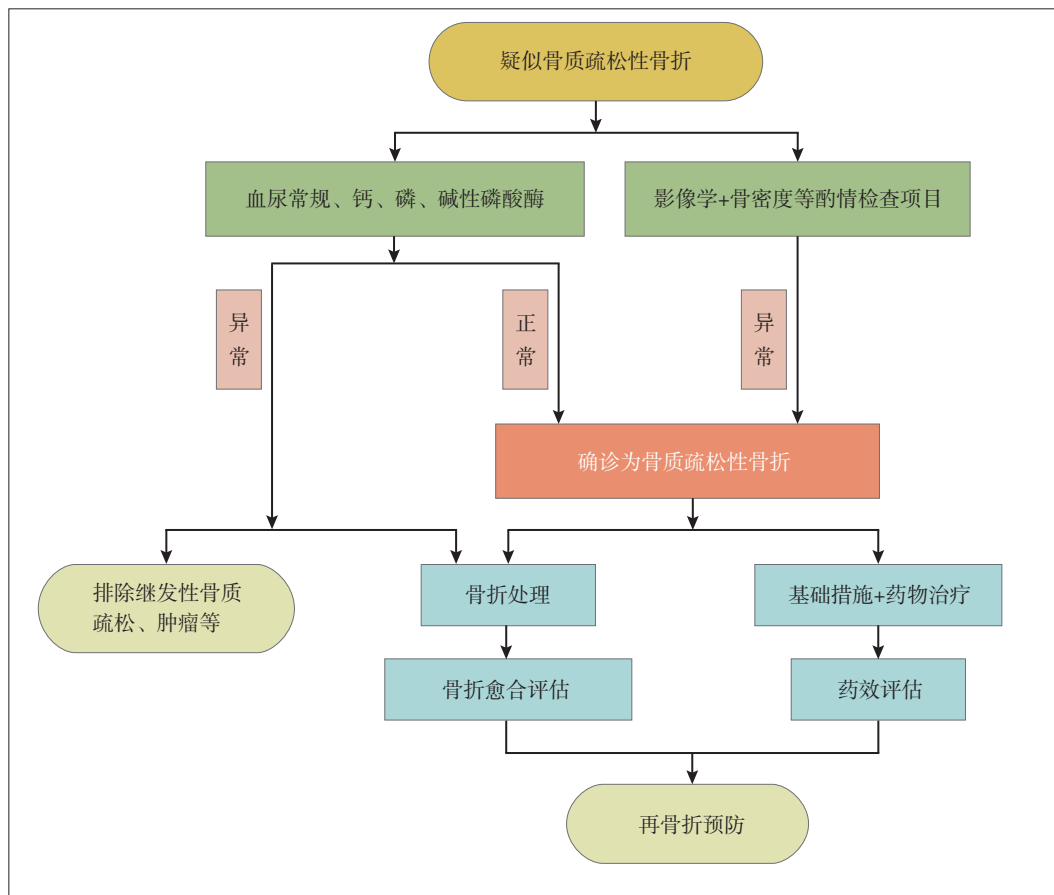 疑似骨质疏松性骨折
血尿常规、钙、磷、碱性磷酸酶
影像学+骨密度等酌情检查项目
异
常
正
常
异
常
确诊为骨质疏松性骨折
排除继发性骨质
疏松、肿瘤等
骨折处理
基础措施+药物治疗
骨折愈合评估
药效评估
再骨折预防